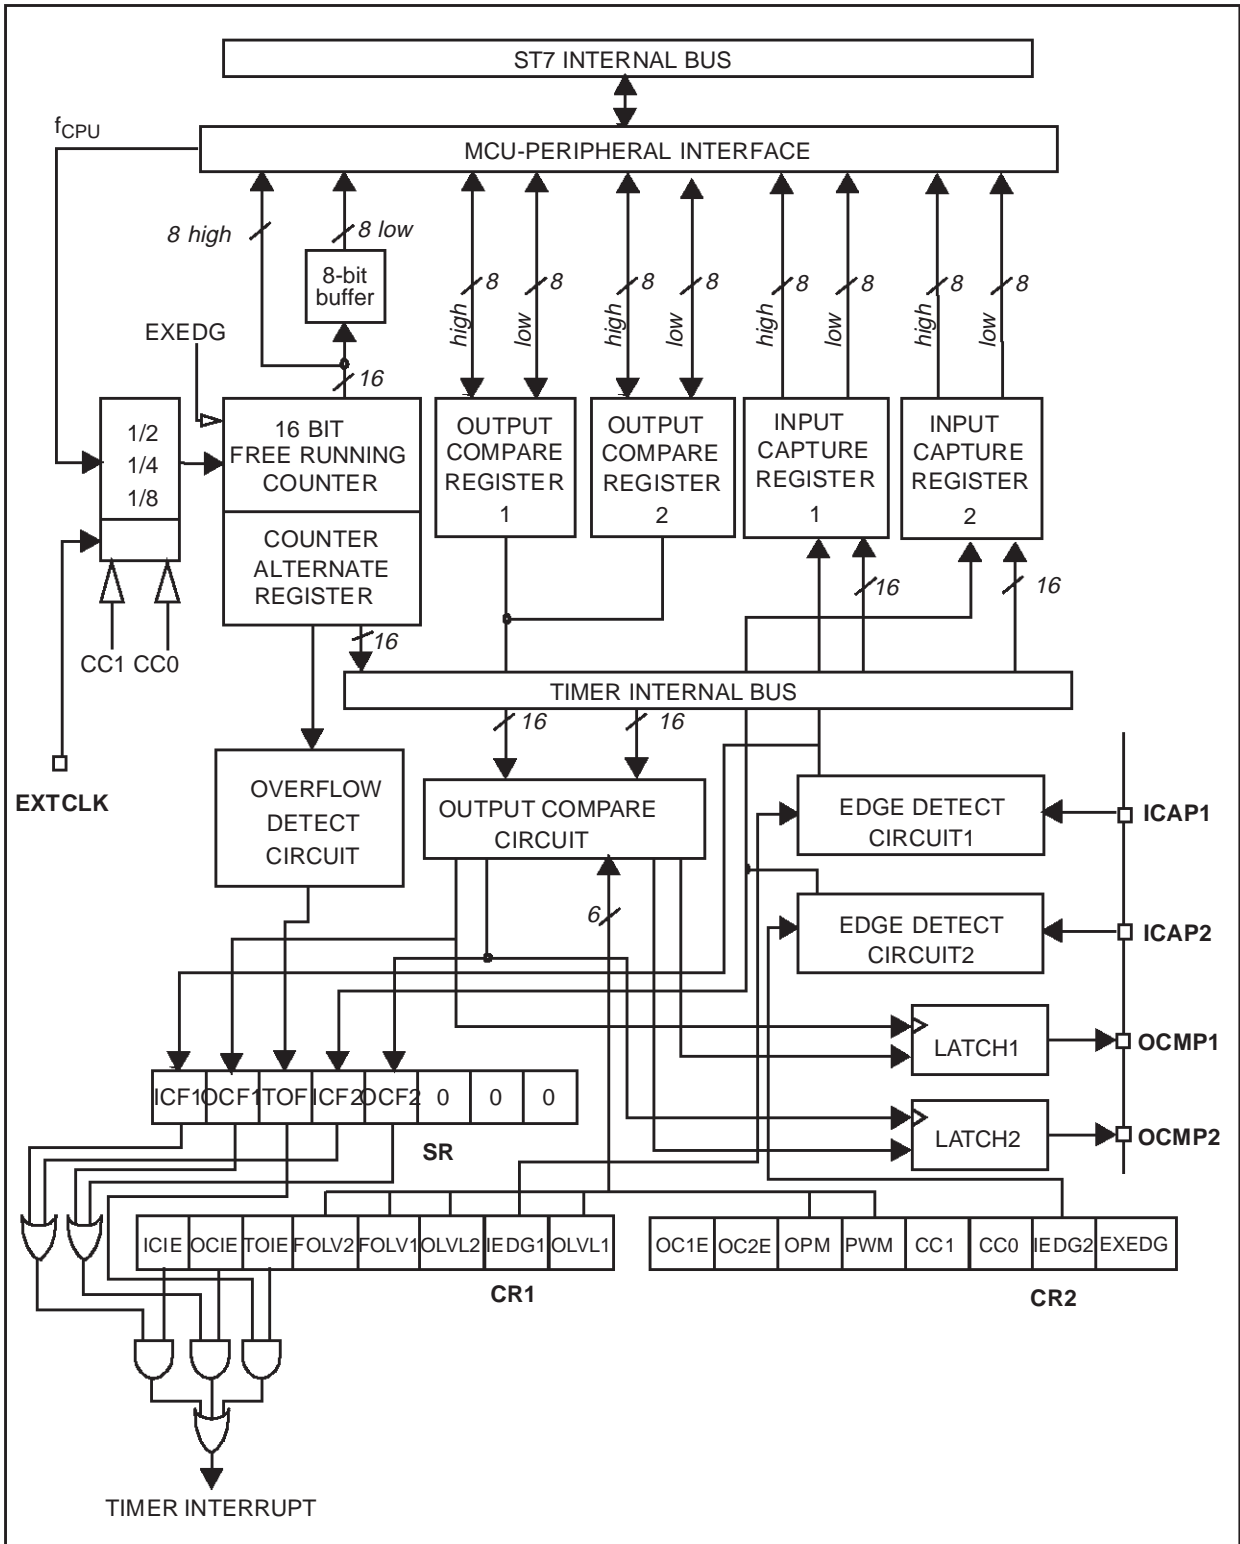 ST7 INTERNAL BUS
fCPU
MCU-PERIPHERAL INTERFACE
8 high
8 low
8-bit
buffer
8
8
8
8
8
8
8
8
high
low
high
low
high
low
high
low
EXEDG
16
1/2
1/4
1/8
16 BIT
FREE RUNNING
COUNTER
OUTPUT
COMPARE
REGISTER
1
OUTPUT
COMPARE
REGISTER
2
INPUT
CAPTURE
REGISTER
1
INPUT
CAPTURE
REGISTER
2
COUNTER
ALTERNATE
REGISTER
16
16
16
CC1 CC0
TIMER INTERNAL BUS
16
16
EXTCLK
OVERFLOW
DETECT
CIRCUIT
OUTPUT COMPARE
CIRCUIT
EDGE DETECT
CIRCUIT1
ICAP1
6
EDGE DETECT
CIRCUIT2
ICAP2
LATCH1
OCMP1
ICF1 OCF1 TOF ICF2 OCF2 0 0 0
SR
LATCH2
OCMP2
ICIE OCIE TOIE FOLV2 FOLV1 OLVL2 IEDG1 OLVL1
CR1
OC1E OC2E OPM PWM CC1 CC0 IEDG2 EXEDG
CR2
TIMER INTERRUPT